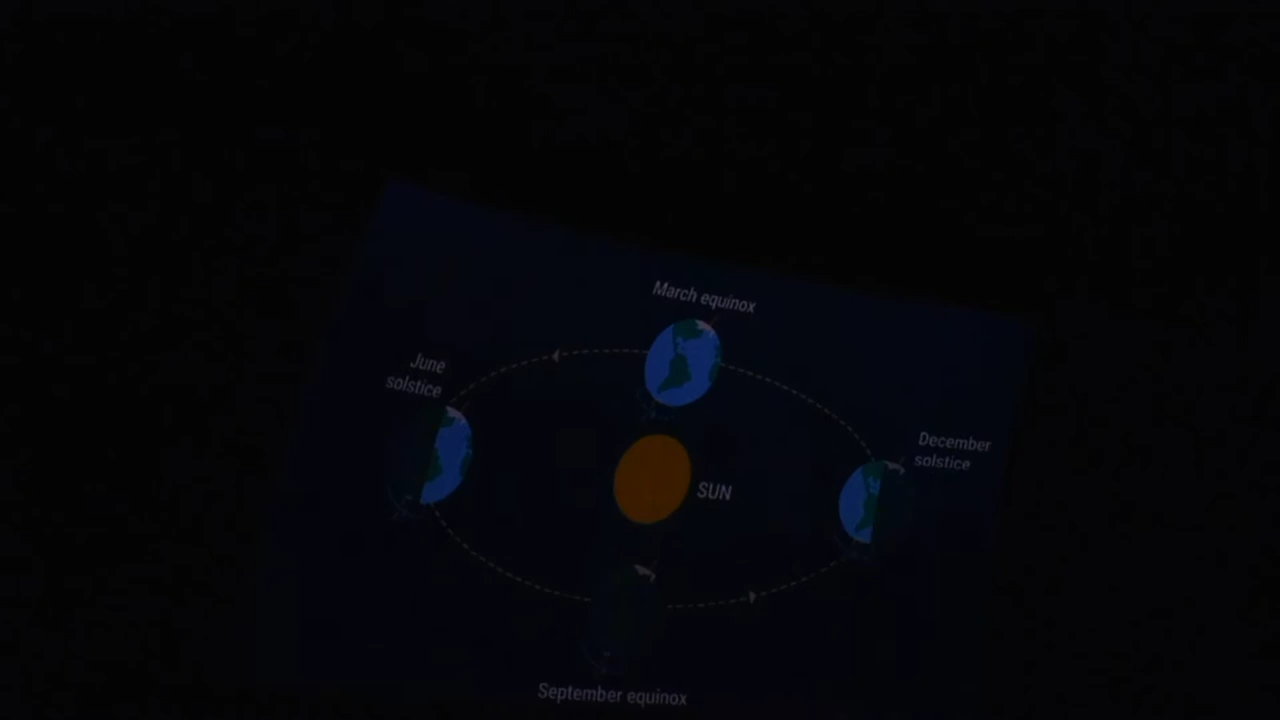 March equinox
June
solstice
December
solstice
SUN
September equinox